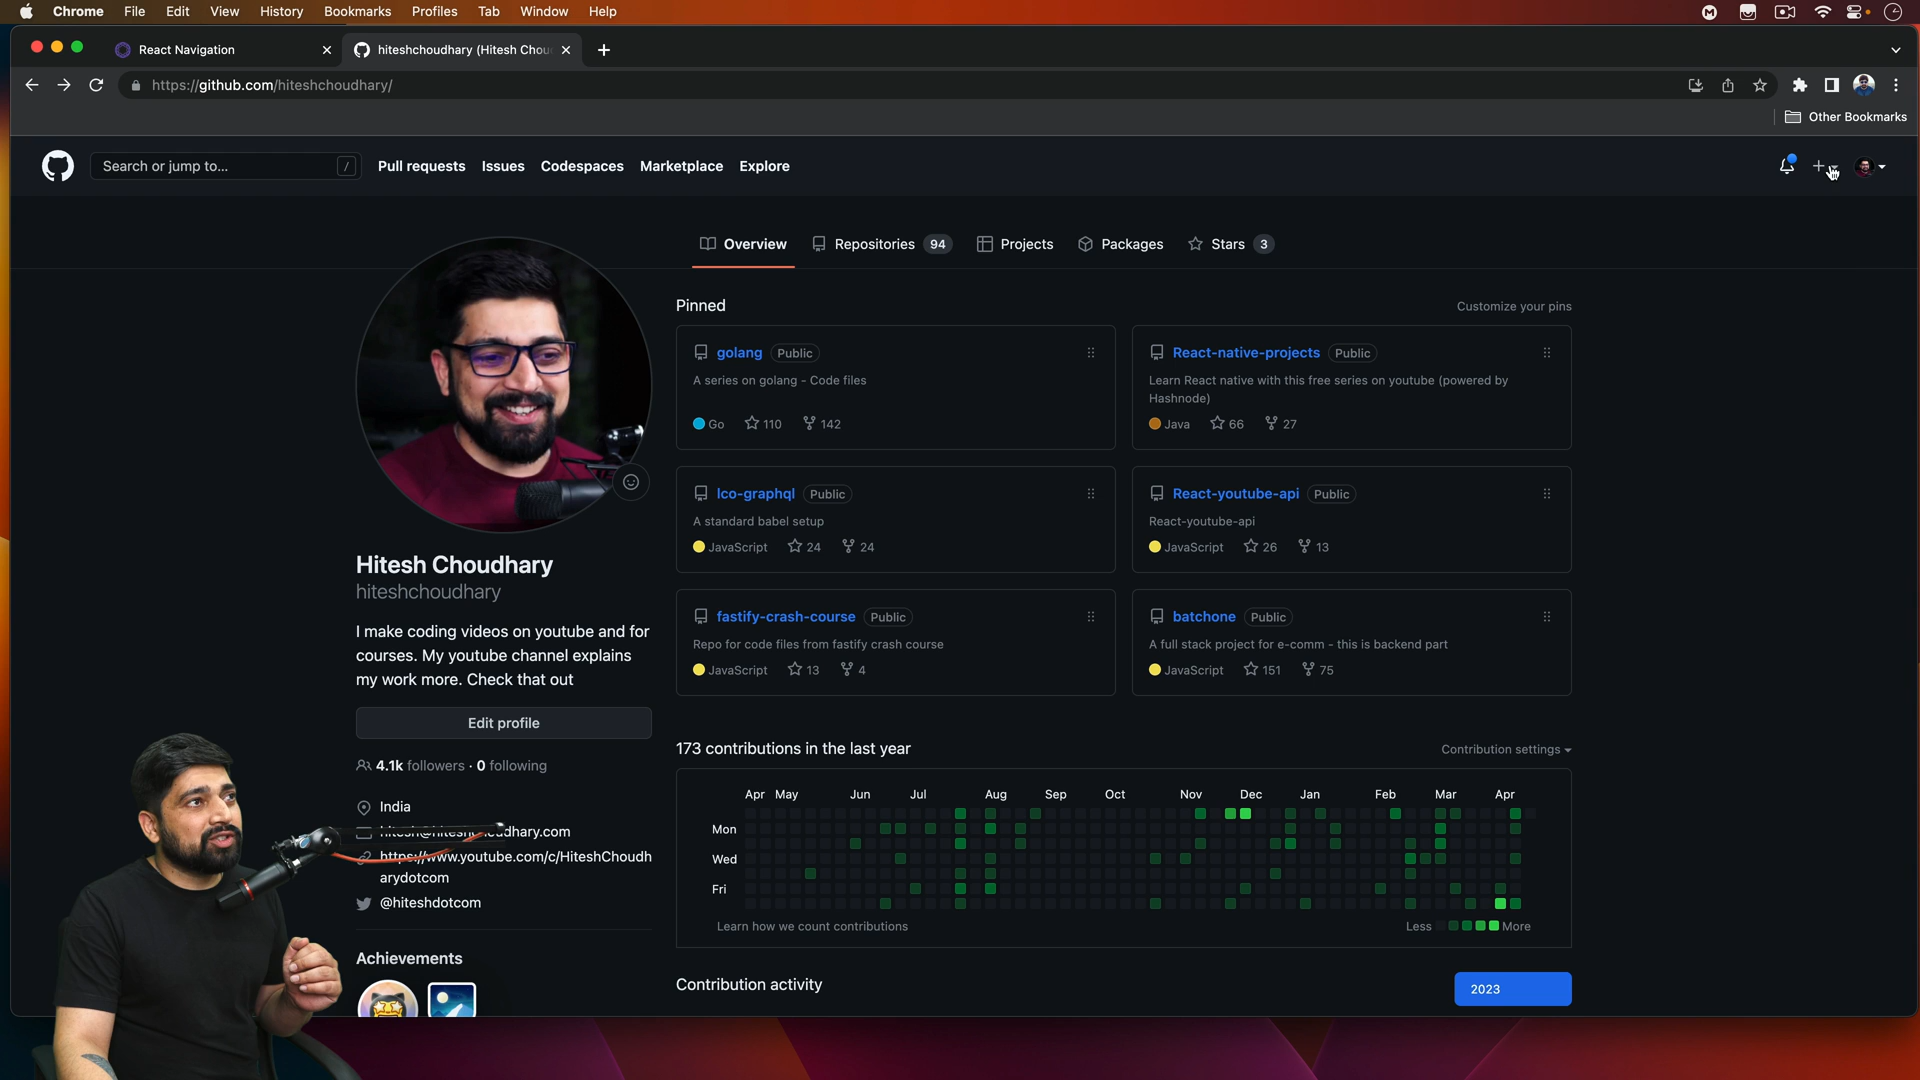 Chrome File Edit View History Bookmarks Profiles Tab Window Help
React Navigation
hiteshchoudhary (Hitesh Chou
https://github.com/hiteshchoudhary/
Other Bookmarks
Search or jump to...
/
Pull requests Issues Codespaces Marketplace Explore
Overview Repositories 94 Projects Packages Stars 3
Pinned
Customize your pins
golang Public
A series on golang - Code files
Go 110 142
React-native-projects Public
Learn React native with this free series on youtube (powered by
Hashnode)
Java 66 27
lco-graphql Public
A standard babel setup
JavaScript 24 24
React-youtube-api Public
React-youtube-api
JavaScript 26 13
fastify-crash-course Public
Repo for code files from fastify crash course
JavaScript 13 4
batchone Public
A full stack project for e-comm - this is backend part
JavaScript 151 75
Hitesh Choudhary
hiteshchoudhary
I make coding videos on youtube and for
courses. My youtube channel explains
my work more. Check that out
Edit profile
4.1k followers · 0 following
India
https://www.youtube.com/c/HiteshChoudh
arydotcom
@hiteshdotcom
Achievements
173 contributions in the last year
Contribution settings
Apr May Jun Jul Aug Sep Oct Nov Dec Jan Feb Mar Apr
Mon
Wed
Fri
Learn how we count contributions
Less More
Contribution activity
2023